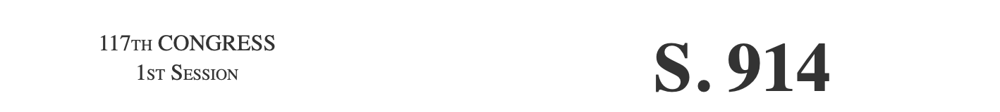 117TH CONGRESS
1ST SESSION
S. 914